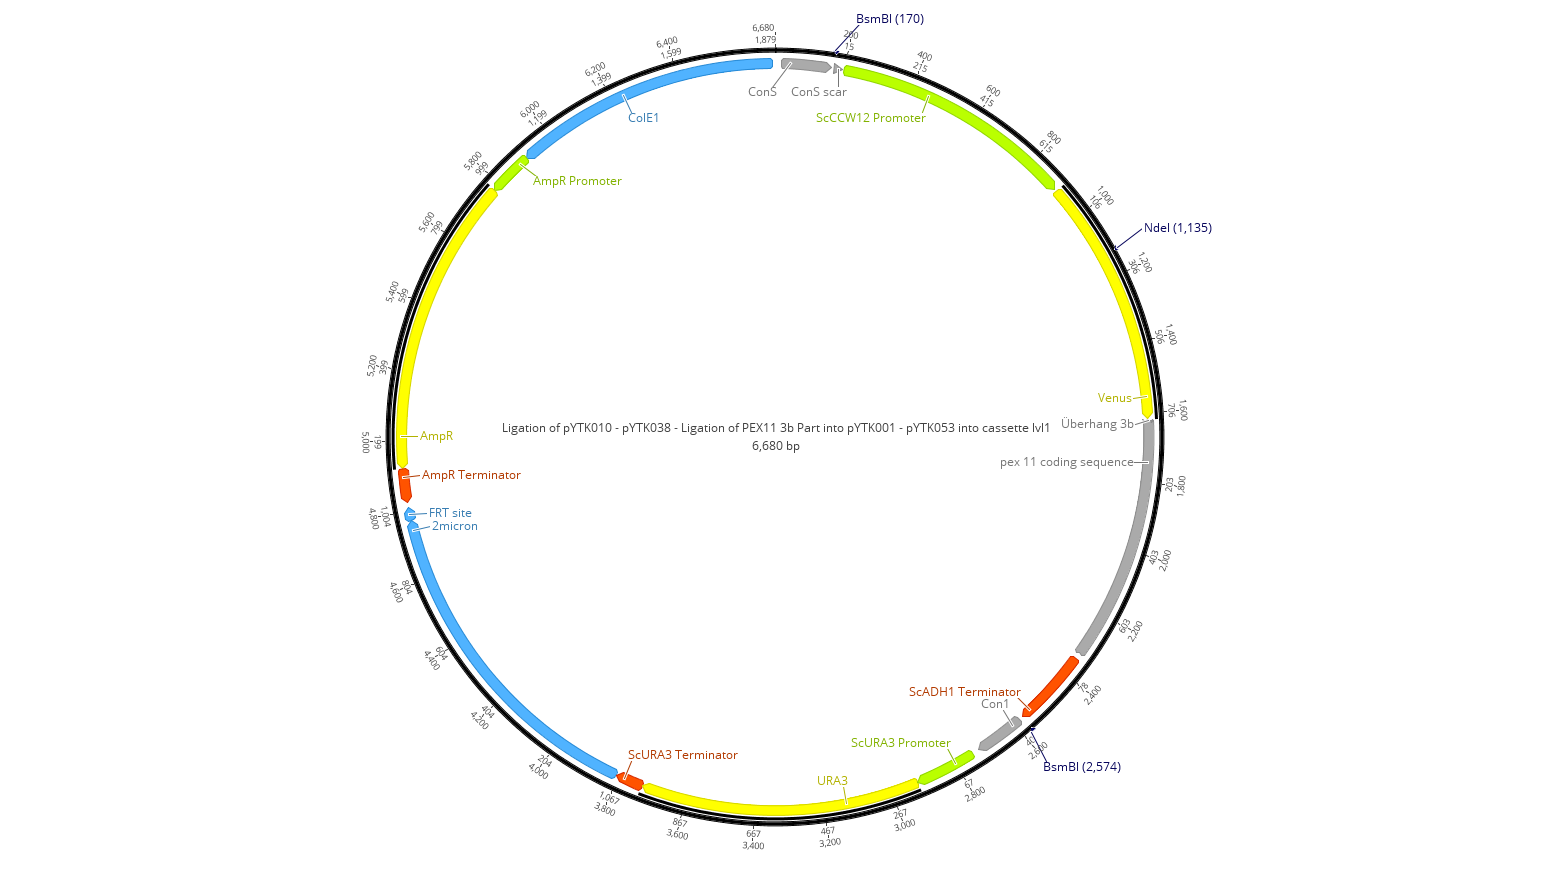 BsmBI (170)
6,680
1,879
200
15
6,400
1,599
400
215
6,200
1,399
ConS
ConS scar
600
415
6,000
1,199
ColE1
ScCCW12 Promoter
800
615
5,800
999
AmpR Promoter
1,000
106
5,600
799
NdeI (1,135)
1,200
306
5,400
599
1,400
506
5,200
399
Venus
1,600
706
Überhang 3b
Ligation of pYTK010 - pYTK038 - Ligation of PEX11 3b Part into pYTK001 - pYTK053 into cassette lvl1
6,680 bp
5,000
199
AmpR
pex 11 coding sequence
AmpR Terminator
203
1,800
FRT site
2micron
1,004
4,800
403
2,000
804
4,600
603
2,200
604
4,400
ScADH1 Terminator
78
2,400
Con1
404
4,200
ScURA3 Promoter
2,600
ScURA3 Terminator
204
4,000
BsmBI (2,574)
URA3
67
2,800
1,067
3,800
267
3,000
867
3,600
667
3,400
467
3,200